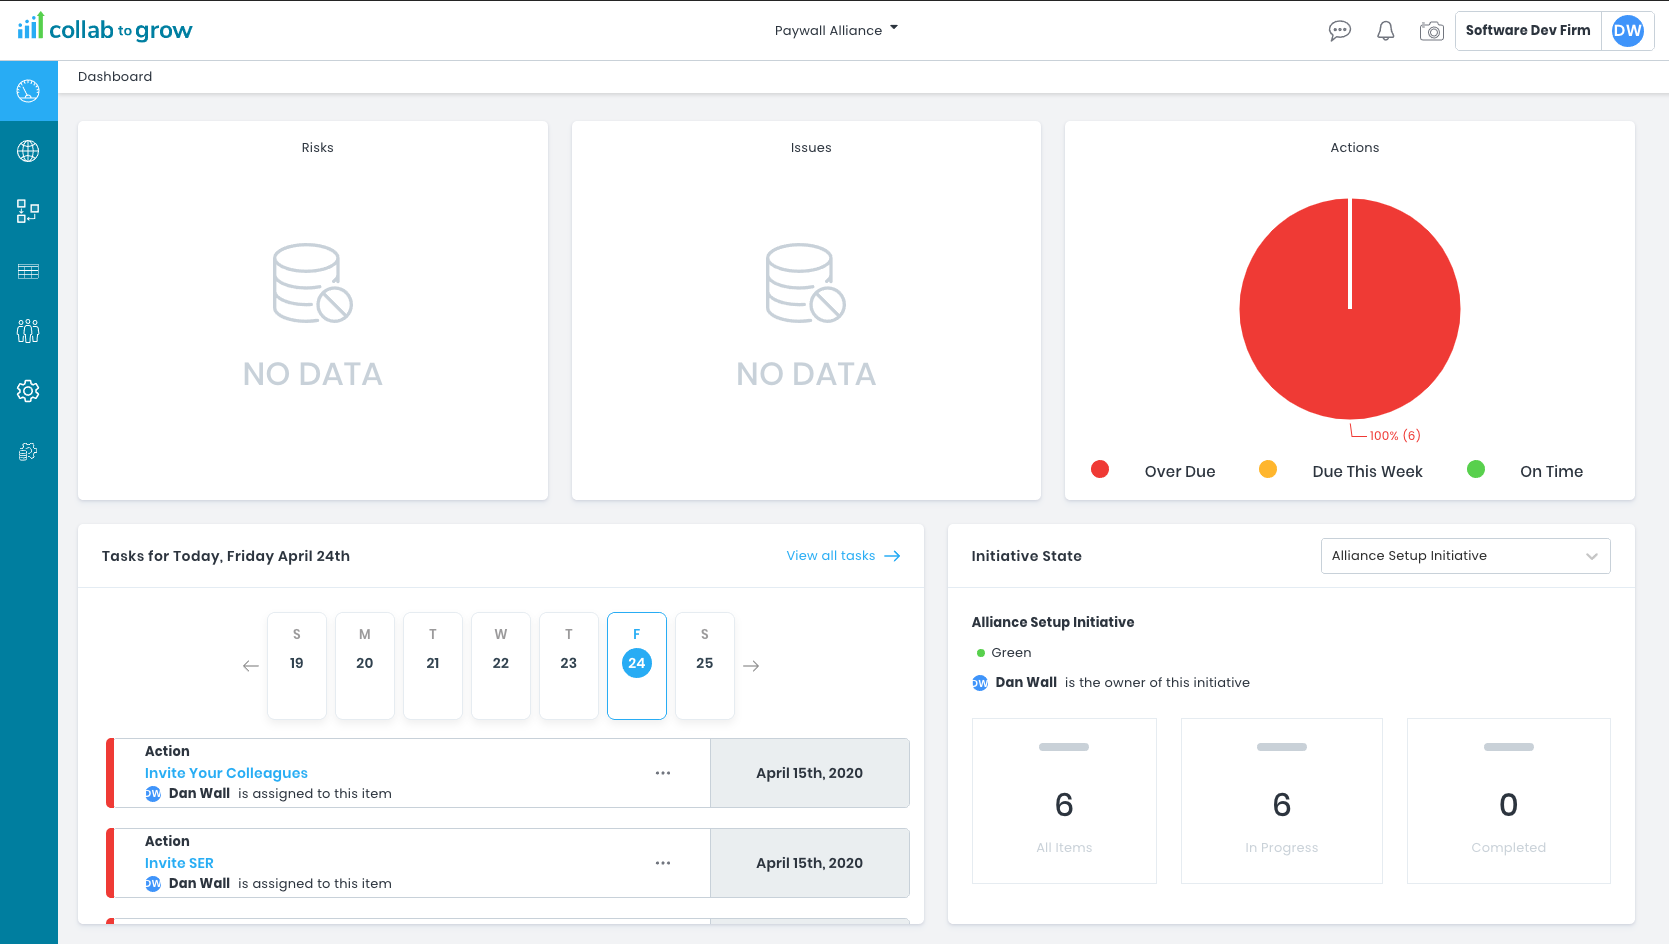 collab to grow
Paywall Alliance
Software Dev Firm
DW
Dashboard
Risks
NO DATA
Issues
NO DATA
Actions
100% (6)
Over Due
Due This Week
On Time
Tasks for Today, Friday April 24th
View all tasks
S
19
M
20
T
21
W
22
T
23
F
24
S
25
Action
Invite Your Colleagues
DW Dan Wall is assigned to this item
April 15th, 2020
Action
Invite SER
DW Dan Wall is assigned to this item
April 15th, 2020
Initiative State
Alliance Setup Initiative
Alliance Setup Initiative
Green
DW Dan Wall is the owner of this initiative
6
All Items
6
In Progress
0
Completed